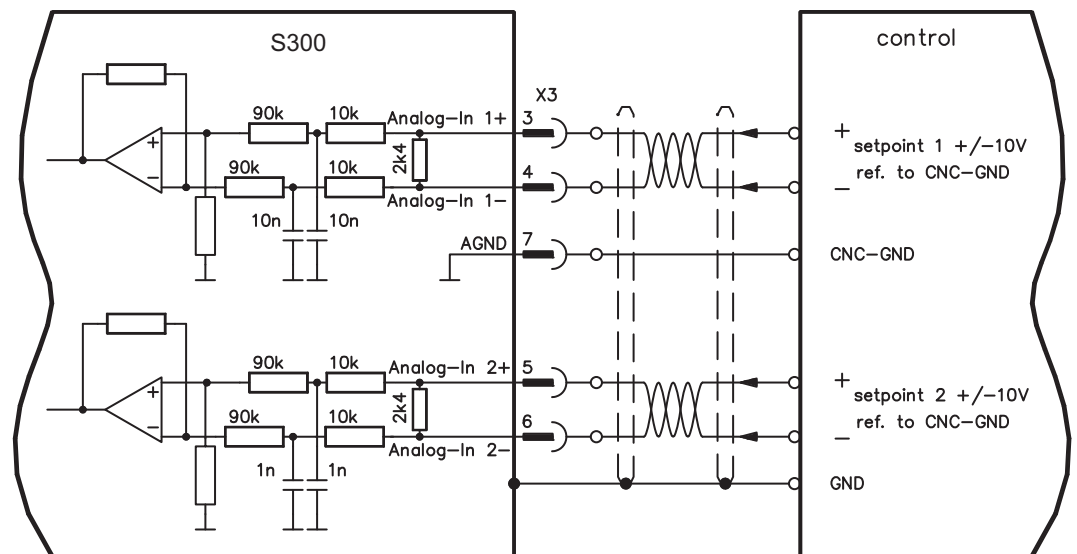 S300
control
X3
90k
10k
Analog-In 1+
3
+
+
setpoint 1 +/-10V
2k4
90k
10k
4
ref. to CNC-GND
−
−
Analog-In 1-
10n
10n
AGND
7
CNC-GND
90k
10k
Analog-In 2+
5
+
+
setpoint 2 +/-10V
2k4
90k
10k
6
ref. to CNC-GND
−
−
Analog-In 2-
1n
1n
GND